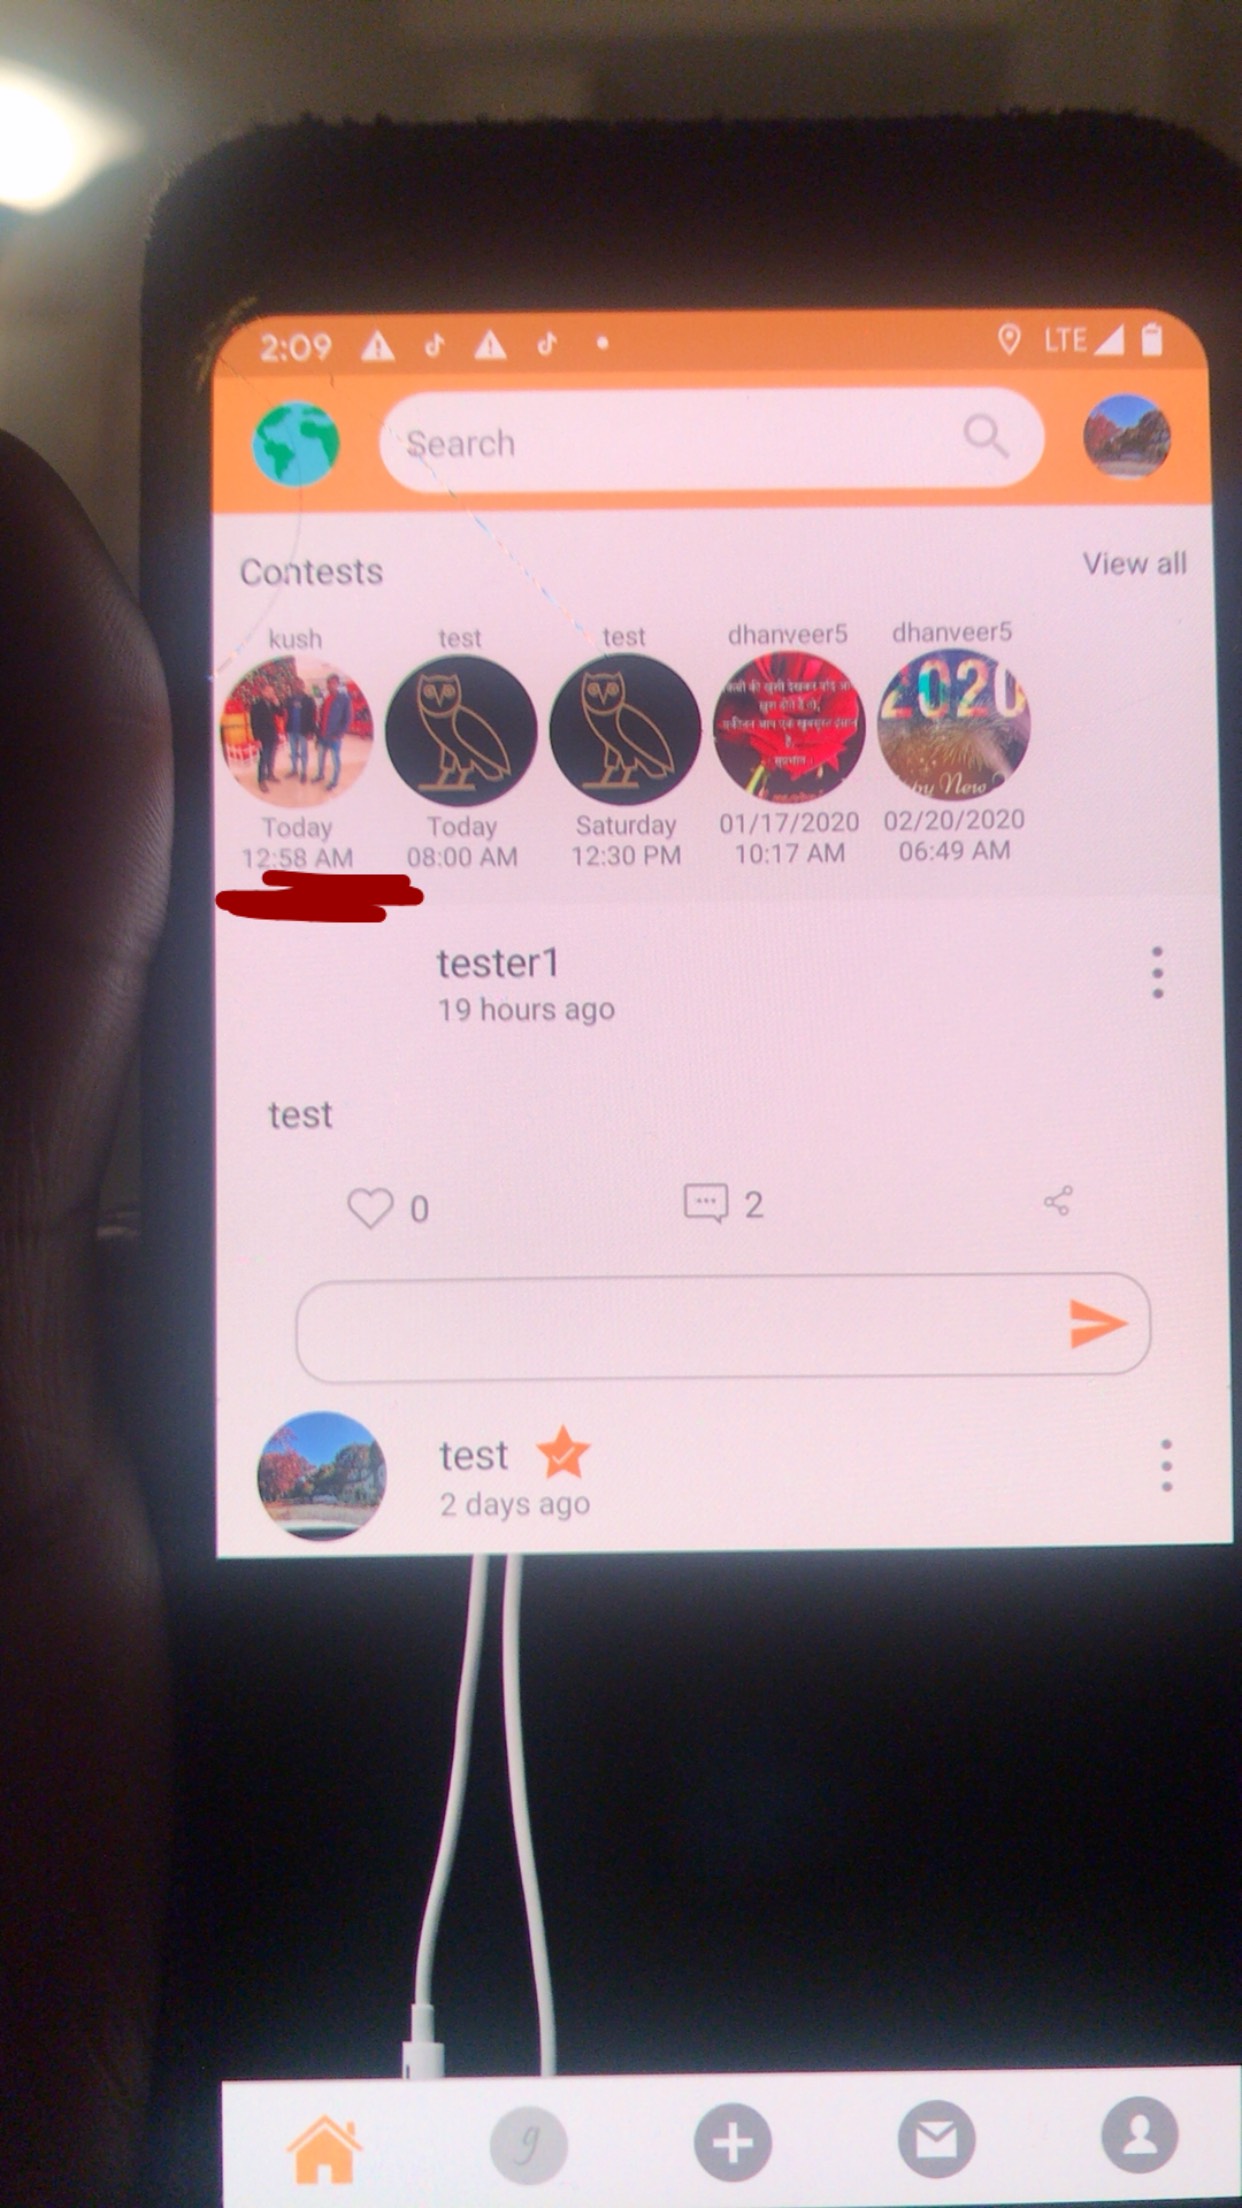 2:09 LTE
Search
Contests View all
kush test test dhanveer5 dhanveer5
2020
Today Today Saturday 01/17/2020 02/20/2020
12:58 AM 08:00 AM 12:30 PM 10:17 AM 06:49 AM
tester1
19 hours ago
test
0 2
test
2 days ago
g